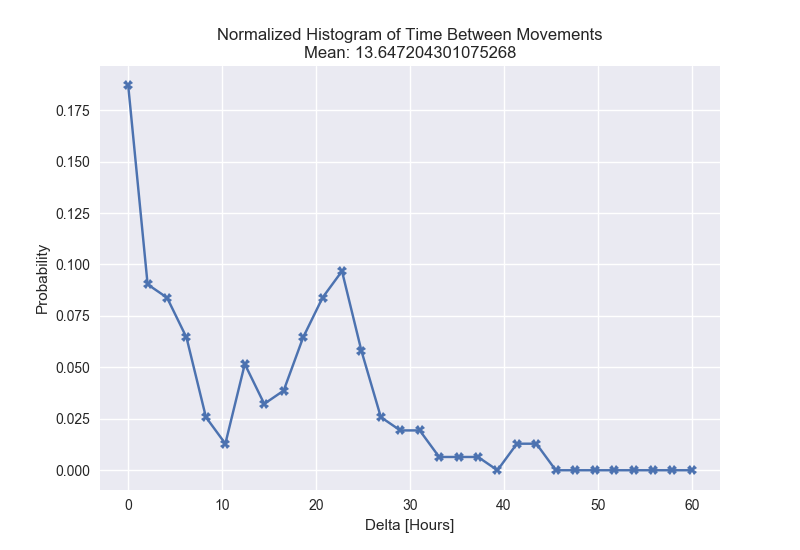 Normalized Histogram of Time Between Movements
Mean: 13.647204301075268
0.175
0.150
0.125
0.100
0.075
0.050
0.025
0.000
Probability
0 10 20 30 40 50 60
Delta [Hours]